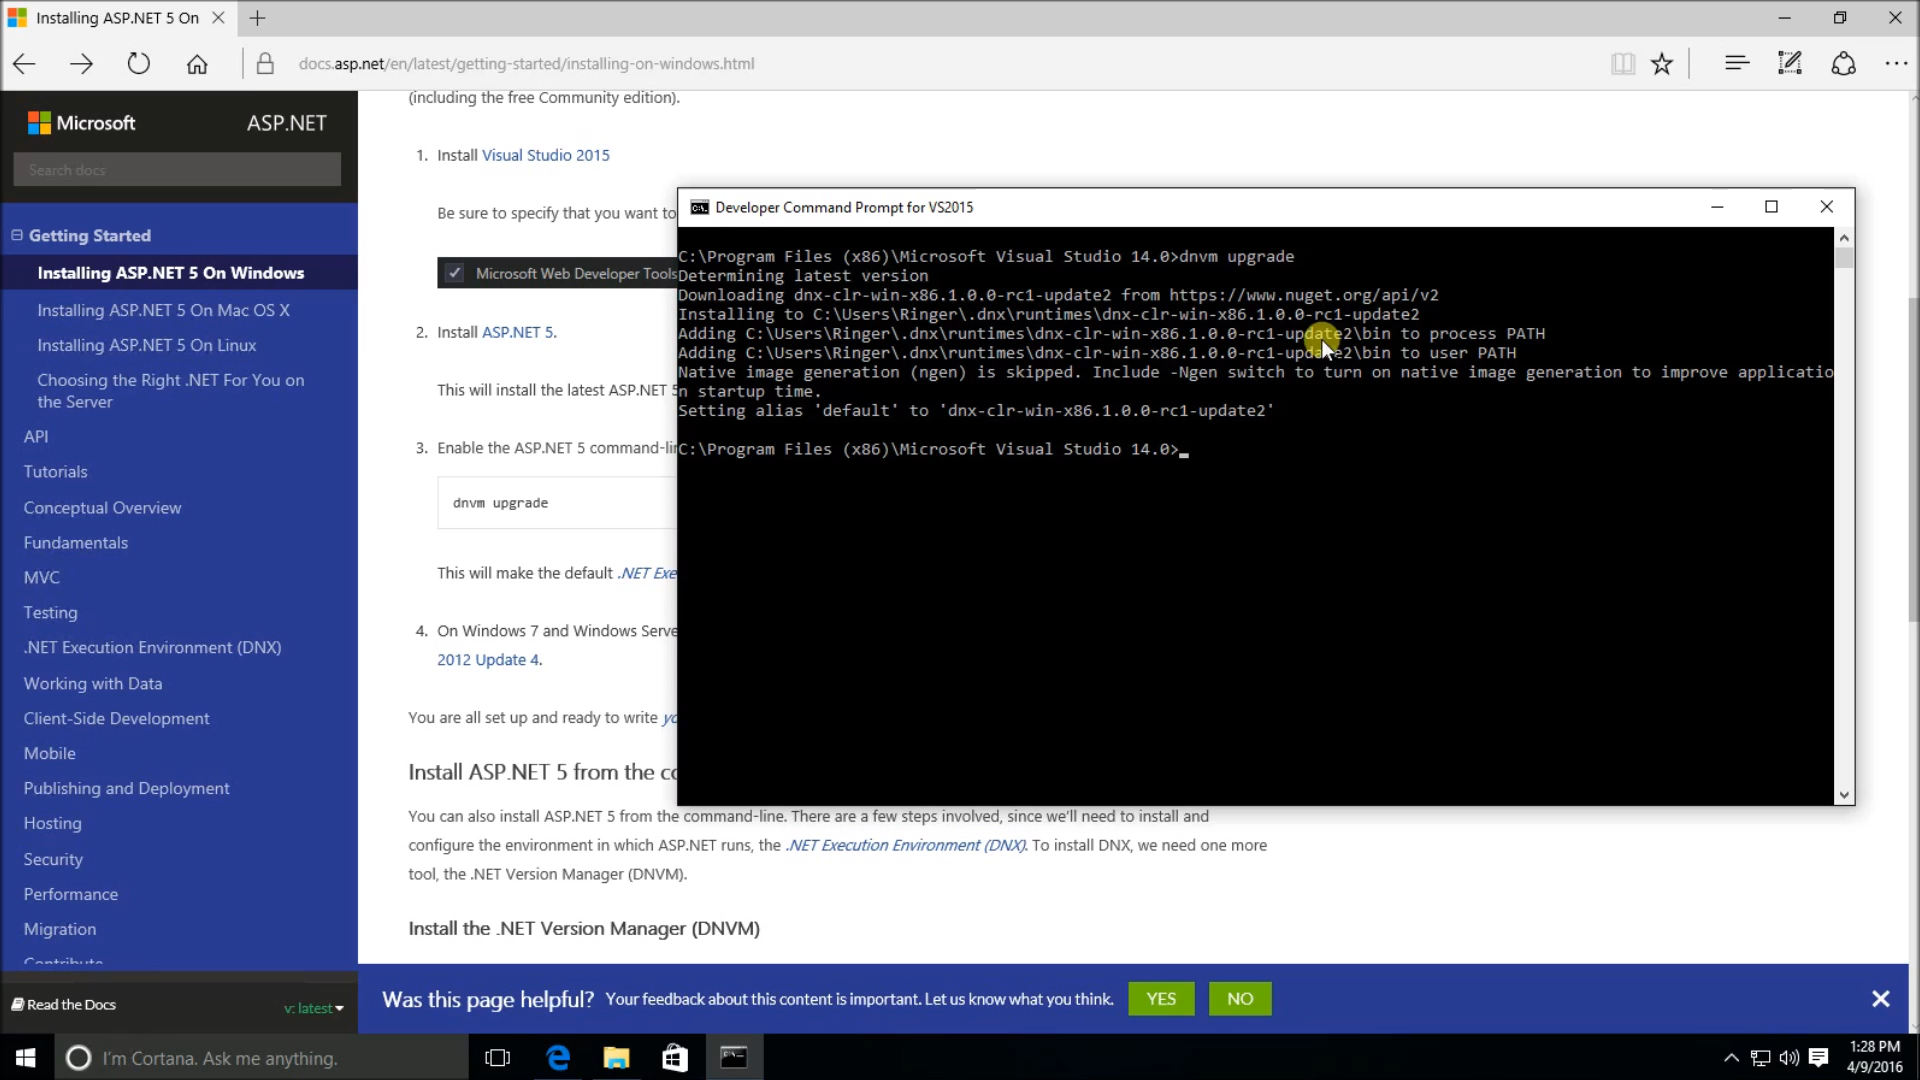 Installing ASP.NET 5 On
docs.asp.net/en/latest/getting-started/installing-on-windows.html
Microsoft
ASP.NET
Search docs
Getting Started
Installing ASP.NET 5 On Windows
Installing ASP.NET 5 On Mac OS X
Installing ASP.NET 5 On Linux
Choosing the Right .NET For You on
the Server
API
Tutorials
Conceptual Overview
Fundamentals
MVC
Testing
.NET Execution Environment (DNX)
Working with Data
Client-Side Development
Mobile
Publishing and Deployment
Hosting
Security
Performance
Migration
Contribute
Read the Docs
v: latest
(including the free Community edition).
1. Install Visual Studio 2015
Be sure to specify that you want to
Microsoft Web Developer Tools
2. Install ASP.NET 5.
This will install the latest ASP.NET 5
3. Enable the ASP.NET 5 command-lin
dnvm upgrade
This will make the default .NET Exe
4. On Windows 7 and Windows Serve
2012 Update 4.
You are all set up and ready to write yo
Install ASP.NET 5 from the co
You can also install ASP.NET 5 from the command-line. There are a few steps involved, since we'll need to install and
configure the environment in which ASP.NET runs, the .NET Execution Environment (DNX). To install DNX, we need one more
tool, the .NET Version Manager (DNVM).
Install the .NET Version Manager (DNVM)
Developer Command Prompt for VS2015
C:\Program Files (x86)\Microsoft Visual Studio 14.0>dnvm upgrade
Determining latest version
Downloading dnx-clr-win-x86.1.0.0-rc1-update2 from https://www.nuget.org/api/v2
Installing to C:\Users\Ringer\.dnx\runtimes\dnx-clr-win-x86.1.0.0-rc1-update2
Adding C:\Users\Ringer\.dnx\runtimes\dnx-clr-win-x86.1.0.0-rc1-update2\bin to process PATH
Adding C:\Users\Ringer\.dnx\runtimes\dnx-clr-win-x86.1.0.0-rc1-update2\bin to user PATH
Native image generation (ngen) is skipped. Include -Ngen switch to turn on native image generation to improve applicatio
n startup time.
Setting alias 'default' to 'dnx-clr-win-x86.1.0.0-rc1-update2'
C:\Program Files (x86)\Microsoft Visual Studio 14.0>
Was this page helpful? Your feedback about this content is important. Let us know what you think. YES NO
I'm Cortana. Ask me anything.
1:28 PM
4/9/2016